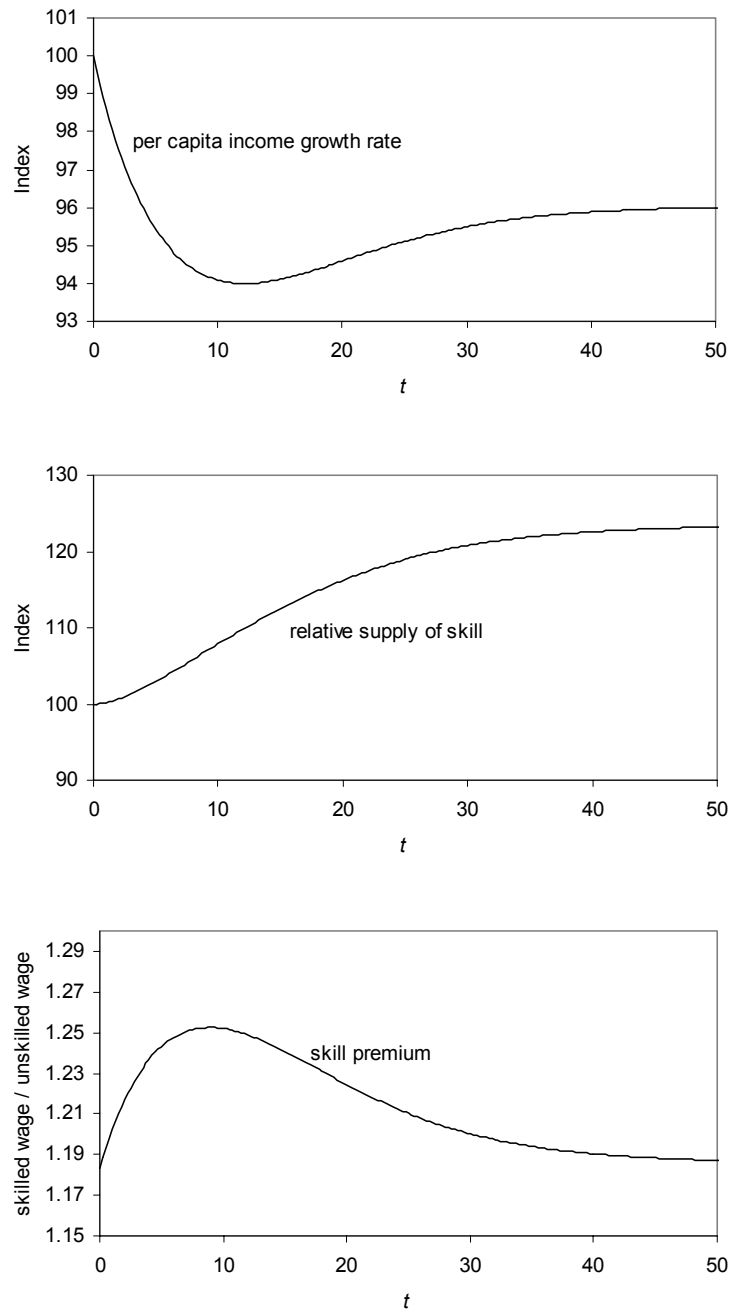 101
100
99
98
97
96
95
94
93
Index
per capita income growth rate
0 10 20 30 40 50
t
130
120
110
100
90
Index
relative supply of skill
0 10 20 30 40 50
t
1.29
1.27
1.25
1.23
1.21
1.19
1.17
1.15
skilled wage / unskilled wage
skill premium
0 10 20 30 40 50
t